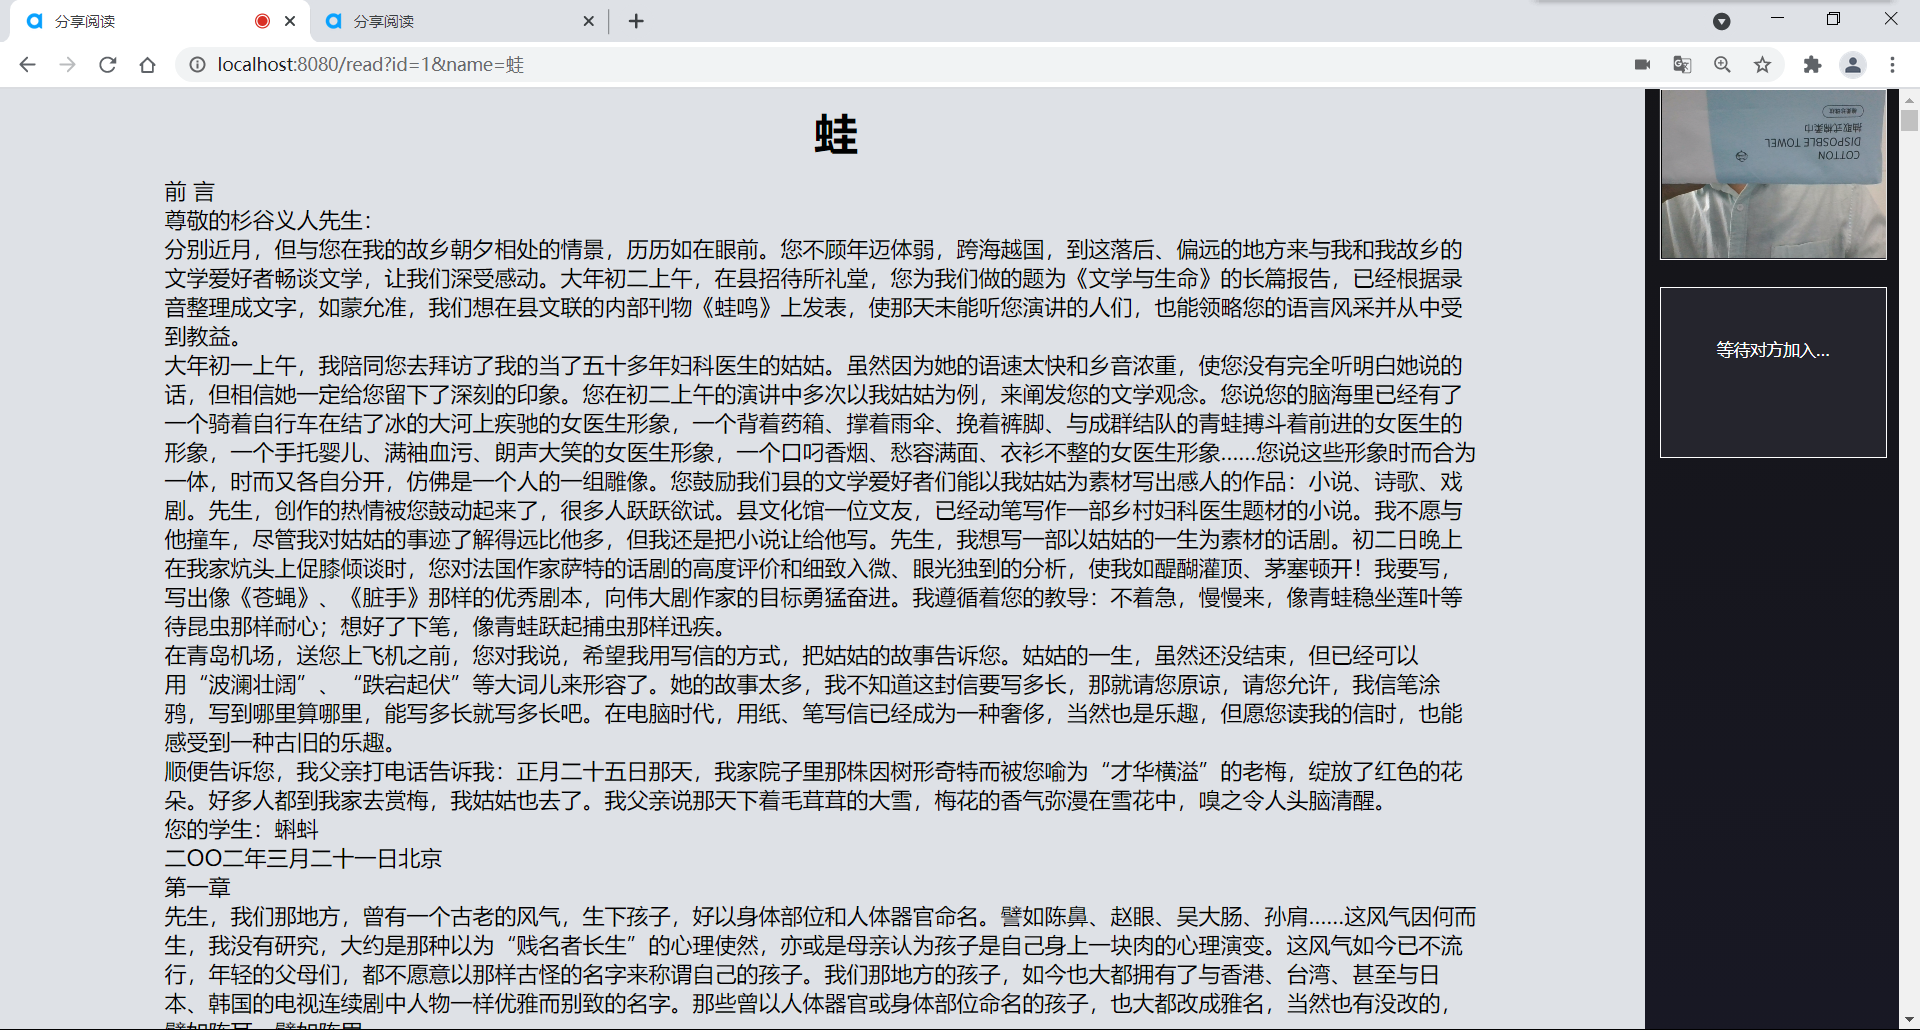 分享阅读
分享阅读
localhost:8080/read?id=1&name=蛙
蛙
前 言
尊敬的杉谷义人先生：
分别近月，但与您在我的故乡朝夕相处的情景，历历如在眼前。您不顾年迈体弱，跨海越国，到这落后、偏远的地方来与我和我故乡的
文学爱好者畅谈文学，让我们深受感动。大年初二上午，在县招待所礼堂，您为我们做的题为《文学与生命》的长篇报告，已经根据录
音整理成文字，如蒙允准，我们想在县文联的内部刊物《蛙鸣》上发表，使那天未能听您演讲的人们，也能领略您的语言风采并从中受
到教益。
大年初一上午，我陪同您去拜访了我的当了五十多年妇科医生的姑姑。虽然因为她的语速太快和乡音浓重，使您没有完全听明白她说的
话，但相信她一定给您留下了深刻的印象。您在初二上午的演讲中多次以我姑姑为例，来阐发您的文学观念。您说您的脑海里已经有了
一个骑着自行车在结了冰的大河上疾驰的女医生形象，一个背着药箱、撑着雨伞、挽着裤脚、与成群结队的青蛙搏斗着前进的女医生的
形象，一个手托婴儿、满袖血污、朗声大笑的女医生形象，一个口叼香烟、愁容满面、衣衫不整的女医生形象……您说这些形象时而合为
一体，时而又各自分开，仿佛是一个人的一组雕像。您鼓励我们县的文学爱好者们能以我姑姑为素材写出感人的作品：小说、诗歌、戏
剧。先生，创作的热情被您鼓动起来了，很多人跃跃欲试。县文化馆一位文友，已经动笔写作一部乡村妇科医生题材的小说。我不愿与
他撞车，尽管我对姑姑的事迹了解得远比他多，但我还是把小说让给他写。先生，我想写一部以姑姑的一生为素材的话剧。初二日晚上
在我家炕头上促膝倾谈时，您对法国作家萨特的话剧的高度评价和细致入微、眼光独到的分析，使我如醍醐灌顶、茅塞顿开！我要写，
写出像《苍蝇》、《脏手》那样的优秀剧本，向伟大剧作家的目标勇猛奋进。我遵循着您的教导：不着急，慢慢来，像青蛙稳坐莲叶等
待昆虫那样耐心；想好了下笔，像青蛙跃起捕虫那样迅疾。
在青岛机场，送您上飞机之前，您对我说，希望我用写信的方式，把姑姑的故事告诉您。姑姑的一生，虽然还没结束，但已经可以
用“波澜壮阔”、“跌宕起伏”等大词儿来形容了。她的故事太多，我不知道这封信要写多长，那就请您原谅，请您允许，我信笔涂
鸦，写到哪里算哪里，能写多长就写多长吧。在电脑时代，用纸、笔写信已经成为一种奢侈，当然也是乐趣，但愿您读我的信时，也能
感受到一种古旧的乐趣。
顺便告诉您，我父亲打电话告诉我：正月二十五日那天，我家院子里那株因树形奇特而被您喻为“才华横溢”的老梅，绽放了红色的花
朵。好多人都到我家去赏梅，我姑姑也去了。我父亲说那天下着毛茸茸的大雪，梅花的香气弥漫在雪花中，嗅之令人头脑清醒。
您的学生：蝌蚪
二〇〇二年三月二十一日北京
第一章
先生，我们那地方，曾有一个古老的风气，生下孩子，好以身体部位和人体器官命名。譬如陈鼻、赵眼、吴大肠、孙肩……这风气因何而
生，我没有研究，大约是那种以为“贱名者长生”的心理使然，亦或是母亲认为孩子是自己身上一块肉的心理演变。这风气如今已不流
行，年轻的父母们，都不愿意以那样古怪的名字来称谓自己的孩子。我们那地方的孩子，如今也大都拥有了与香港、台湾、甚至与日
本、韩国的电视连续剧中人物一样优雅而别致的名字。那些曾以人体器官或身体部位命名的孩子，也大都改成雅名，当然也有没改的，
COTTON
DISPOSBLE TOWEL
抽取式棉柔巾
等待对方加入...